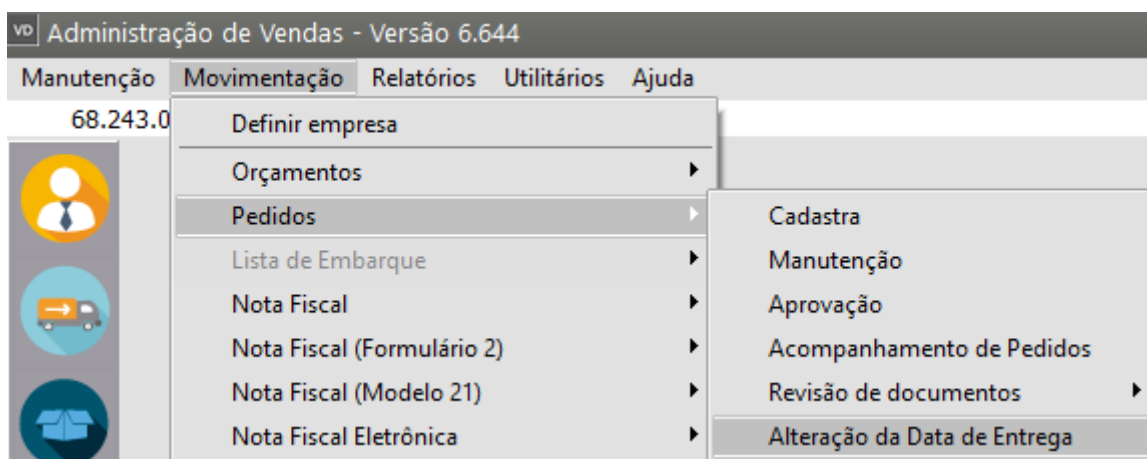 VD Administração de Vendas - Versão 6.644
Manutenção Movimentação Relatórios Utilitários Ajuda
68.243.0
Definir empresa
Orçamentos
Pedidos
Lista de Embarque
Nota Fiscal
Nota Fiscal (Formulário 2)
Nota Fiscal (Modelo 21)
Nota Fiscal Eletrônica
Cadastra
Manutenção
Aprovação
Acompanhamento de Pedidos
Revisão de documentos
Alteração da Data de Entrega